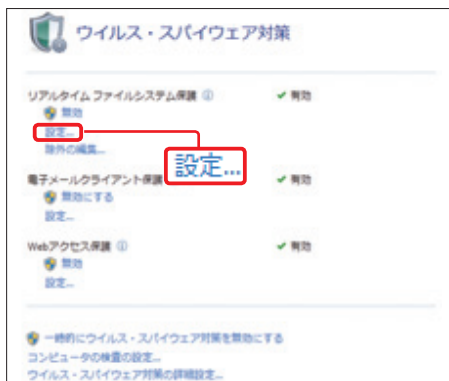 ウイルス・スパイウェア対策
リアルタイム ファイルシステム保護 ⓘ ✔ 有効
無効
設定...
除外の編集...
設定...
電子メールクライアント保護 ✔ 有効
無効にする
設定...
Webアクセス保護 ⓘ ✔ 有効
無効
設定...
一時的にウイルス・スパイウェア対策を無効にする
コンピュータの検査の設定...
ウイルス・スパイウェア対策の詳細設定...